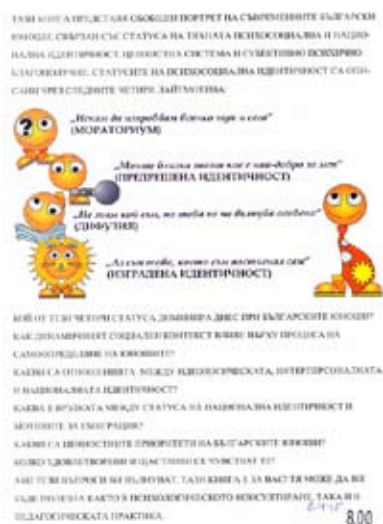 ТАЗИ КНИГА ПРЕДСТАВЯ ОБОБЩЕН ПОРТРЕТ НА СЪВРЕМЕННИТЕ БЪЛГАРСКИ
ЮНОШИ, СВЪРЗАН СЪС СТАТУСА НА ТЯХНАТА ПСИХОСОЦИАЛНА И НАЦИО-
НАЛНА ИДЕНТИЧНОСТ, ЦЕННОСТНА СИСТЕМА И СУБЕКТИВНО ПСИХИЧНО
БЛАГОПОЛУЧИЕ. СТАТУСИТЕ НА ПСИХОСОЦИАЛНА ИДЕНТИЧНОСТ СА ОПИ-
САНИ ЧРЕЗ СЛЕДНИТЕ ЧЕТИРИ ЛАЙТМОТИВА:
„Искам да изпробвам всичко тук и сега"
(МОРАТОРИУМ)
„Моите близки знаят кое е най-добро за мен"
(ПРЕДРЕШЕНА ИДЕНТИЧНОСТ)
„Не знам кой съм, но това не ме вълнува особено"
(ДИФУЗИЯ)
„Аз съм това, което съм постигнал сам"
(ИЗГРАДЕНА ИДЕНТИЧНОСТ)
КОЙ ОТ ТЕЗИ ЧЕТИРИ СТАТУСА ДОМИНИРА ДНЕС ПРИ БЪЛГАРСКИТЕ ЮНОШИ?
КАК ДИНАМИЧНИЯТ СОЦИАЛЕН КОНТЕКСТ ВЛИЯЕ ВЪРХУ ПРОЦЕСА НА
САМООПРЕДЕЛЯНЕ НА ЮНОШИТЕ?
КАКВИ СА ОТНОШЕНИЯТА МЕЖДУ ИДЕОЛОГИЧЕСКАТА, ИНТЕРПЕРСОНАЛНАТА
И НАЦИОНАЛНАТА ИДЕНТИЧНОСТ?
КАКВА Е ВРЪЗКАТА МЕЖДУ СТАТУСА НА НАЦИОНАЛНА ИДЕНТИЧНОСТ И
МОТИВИТЕ ЗА ЕМИГРАЦИЯ?
КАКВИ СА ЦЕННОСТНИТЕ ПРИОРИТЕТИ НА БЪЛГАРСКИТЕ ЮНОШИ?
КОЛКО УДОВЛЕТВОРЕНИ И ЩАСТЛИВИ СЕ ЧУВСТВАТ ТЕ?
АКО ТЕЗИ ВЪПРОСИ ВИ ВЪЛНУВАТ, ТАЗИ КНИГА Е ЗА ВАС! ТЯ МОЖЕ ДА ВИ
БЪДЕ ПОЛЕЗНА КАКТО В ПСИХОЛОГИЧЕСКОТО КОНСУЛТИРАНЕ, ТАКА И В
ПЕДАГОГИЧЕСКАТА ПРАКТИКА.
8.00